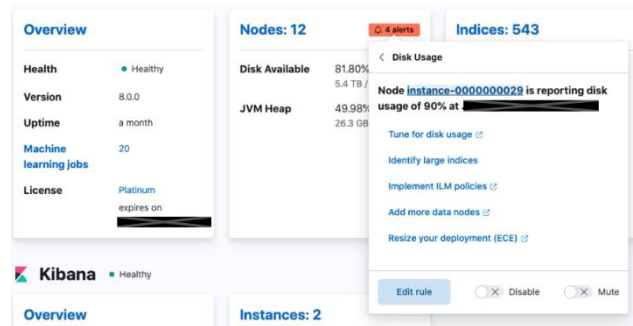 Overview
Health
Healthy
Version
8.0.0
Uptime
a month
Machine
learning jobs
20
License
Platinum
expires on
Nodes: 12
4 alerts
Disk Available
81.80%
5.4 TB /
JVM Heap
49.98%
26.3 GB
Indices: 543
Disk Usage
Node instance-0000000029 is reporting disk
usage of 90% at
Tune for disk usage
Identify large indices
Implement ILM policies
Add more data nodes
Resize your deployment (ECE)
Edit rule
Disable
Mute
Kibana
Healthy
Overview
Instances: 2